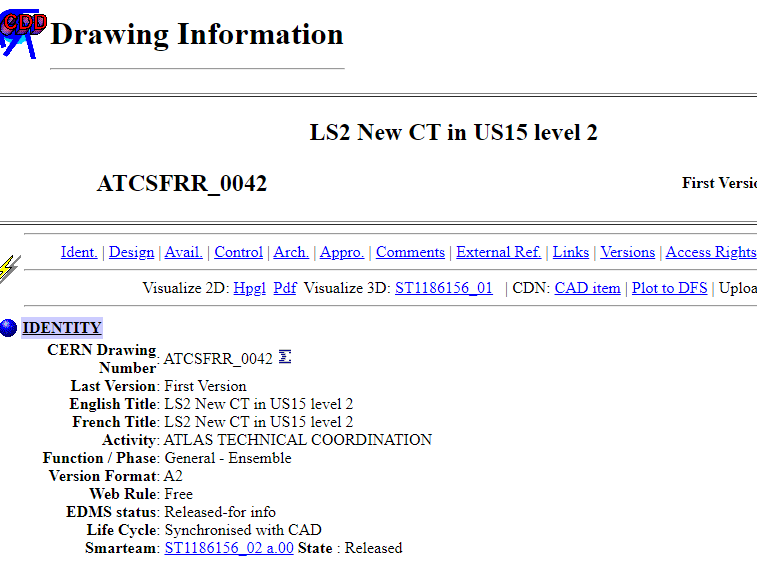 CDD
Drawing Information
LS2 New CT in US15 level 2
ATCSFRR_0042
First Versio
Ident. | Design | Avail. | Control | Arch. | Appro. | Comments | External Ref. | Links | Versions | Access Rights
Visualize 2D: Hpgl Pdf Visualize 3D: ST1186156_01 | CDN: CAD item | Plot to DFS | Uploa
IDENTITY
CERN Drawing
Number : ATCSFRR_0042 Σ
Last Version: First Version
English Title: LS2 New CT in US15 level 2
French Title: LS2 New CT in US15 level 2
Activity: ATLAS TECHNICAL COORDINATION
Function / Phase: General - Ensemble
Version Format: A2
Web Rule: Free
EDMS status: Released-for info
Life Cycle: Synchronised with CAD
Smarteam: ST1186156_02 a.00 State : Released